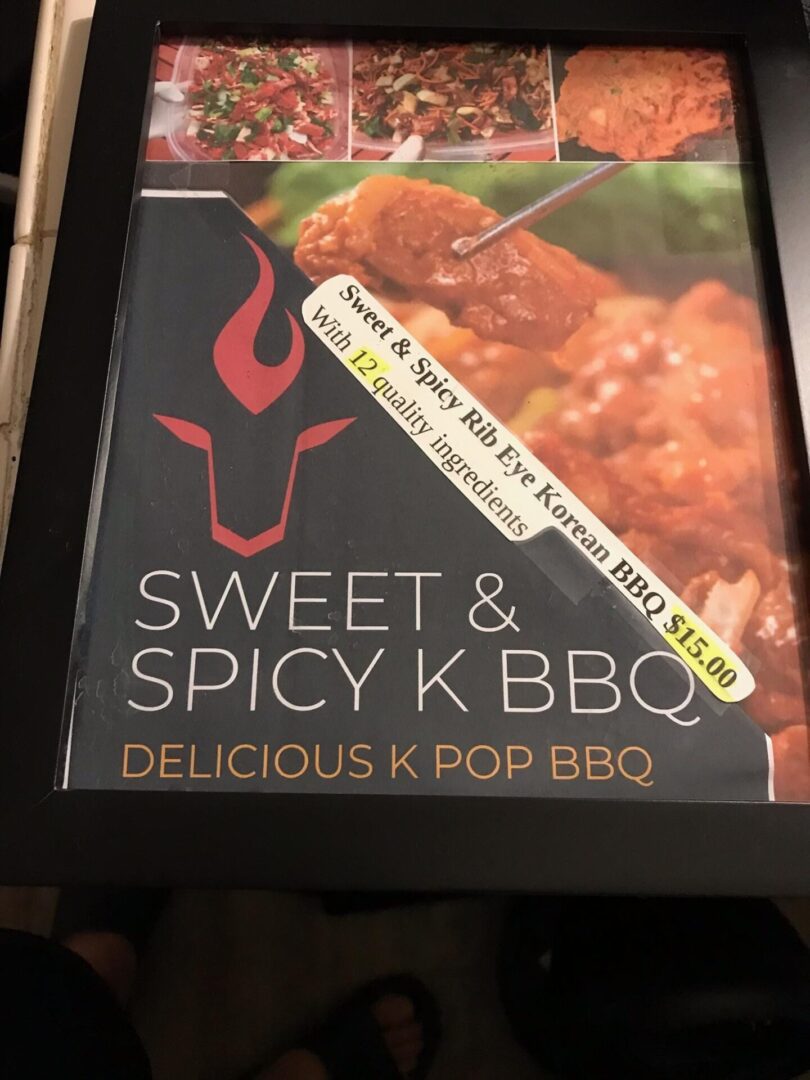 Sweet & Spicy Rib Eye Korean BBQ $15.00
With 12 quality ingredients
SWEET &
SPICY K BBQ
DELICIOUS K POP BBQ